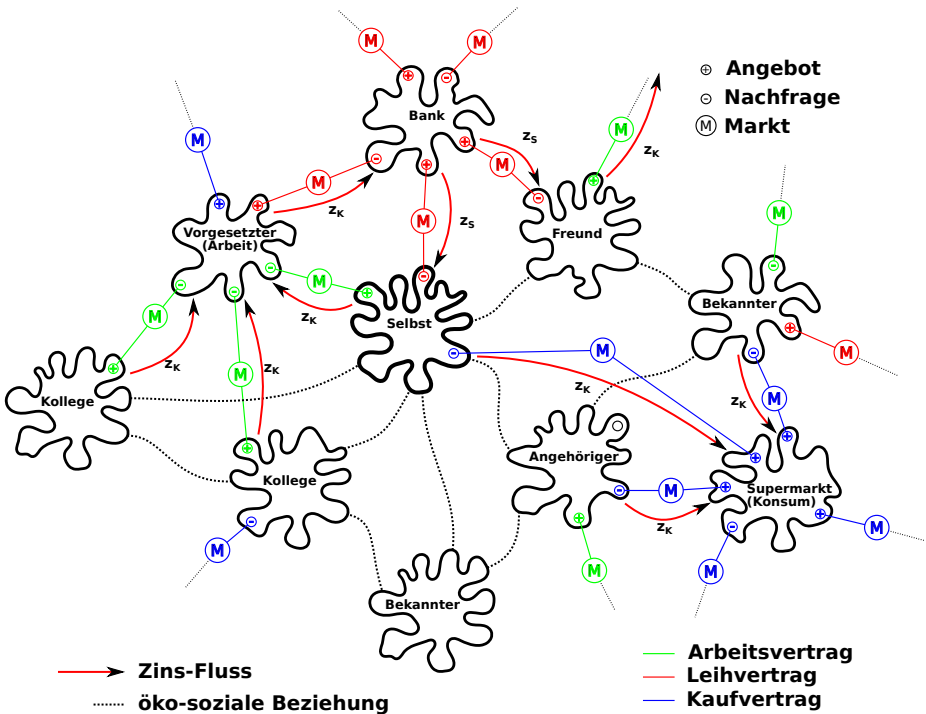 M
M
⊕ Angebot
⊖ Nachfrage
Ⓜ Markt
Bank
M
z_K
M
z_S
M
z_K
M
z_S
M
M
Vorgesetzter
(Arbeit)
Freund
M
z_K
Selbst
Bekannter
M
z_K
M
z_K
M
M
z_K
z_K
M
Kollege
Kollege
Angehöriger
M
z_K
Supermarkt
(Konsum)
M
M
M
M
Bekannter
Zins-Fluss
öko-soziale Beziehung
Arbeitsvertrag
Leihvertrag
Kaufvertrag